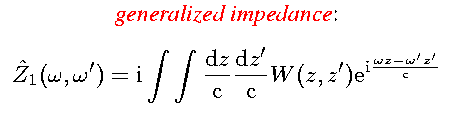 generalized impedance:
Ẑ₁(ω, ω′) = i ∫ ∫ dz/c dz′/c W(z, z′)e^{i (ωz−ω′z′)/c}